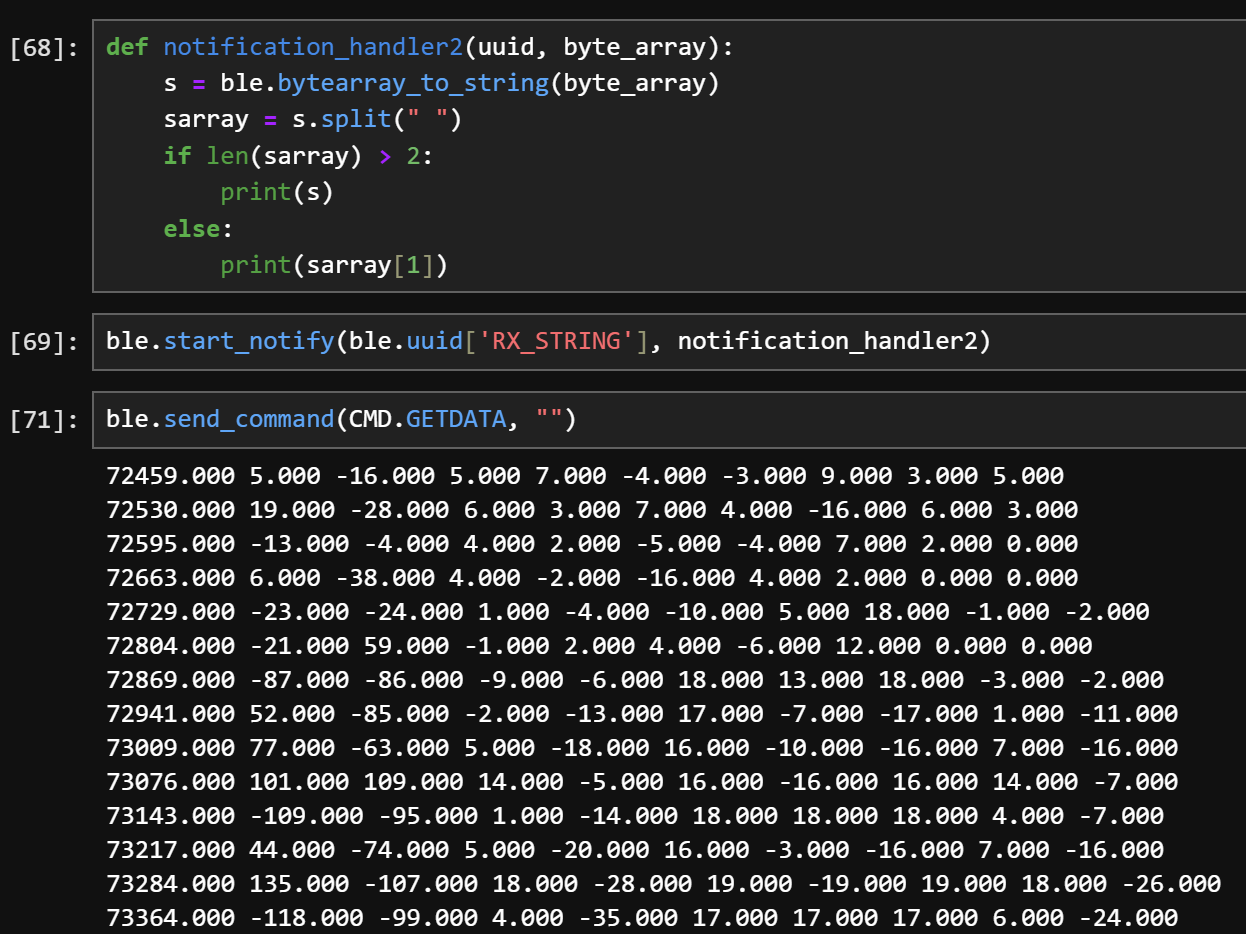 [68]: def notification_handler2(uuid, byte_array):
    s = ble.bytearray_to_string(byte_array)
    sarray = s.split(" ")
    if len(sarray) > 2:
        print(s)
    else:
        print(sarray[1])
[69]: ble.start_notify(ble.uuid['RX_STRING'], notification_handler2)
[71]: ble.send_command(CMD.GETDATA, "")
72459.000 5.000 -16.000 5.000 7.000 -4.000 -3.000 9.000 3.000 5.000
72530.000 19.000 -28.000 6.000 3.000 7.000 4.000 -16.000 6.000 3.000
72595.000 -13.000 -4.000 4.000 2.000 -5.000 -4.000 7.000 2.000 0.000
72663.000 6.000 -38.000 4.000 -2.000 -16.000 4.000 2.000 0.000 0.000
72729.000 -23.000 -24.000 1.000 -4.000 -10.000 5.000 18.000 -1.000 -2.000
72804.000 -21.000 59.000 -1.000 2.000 4.000 -6.000 12.000 0.000 0.000
72869.000 -87.000 -86.000 -9.000 -6.000 18.000 13.000 18.000 -3.000 -2.000
72941.000 52.000 -85.000 -2.000 -13.000 17.000 -7.000 -17.000 1.000 -11.000
73009.000 77.000 -63.000 5.000 -18.000 16.000 -10.000 -16.000 7.000 -16.000
73076.000 101.000 109.000 14.000 -5.000 16.000 -16.000 16.000 14.000 -7.000
73143.000 -109.000 -95.000 1.000 -14.000 18.000 18.000 18.000 4.000 -7.000
73217.000 44.000 -74.000 5.000 -20.000 16.000 -3.000 -16.000 7.000 -16.000
73284.000 135.000 -107.000 18.000 -28.000 19.000 -19.000 19.000 18.000 -26.000
73364.000 -118.000 -99.000 4.000 -35.000 17.000 17.000 17.000 6.000 -24.000